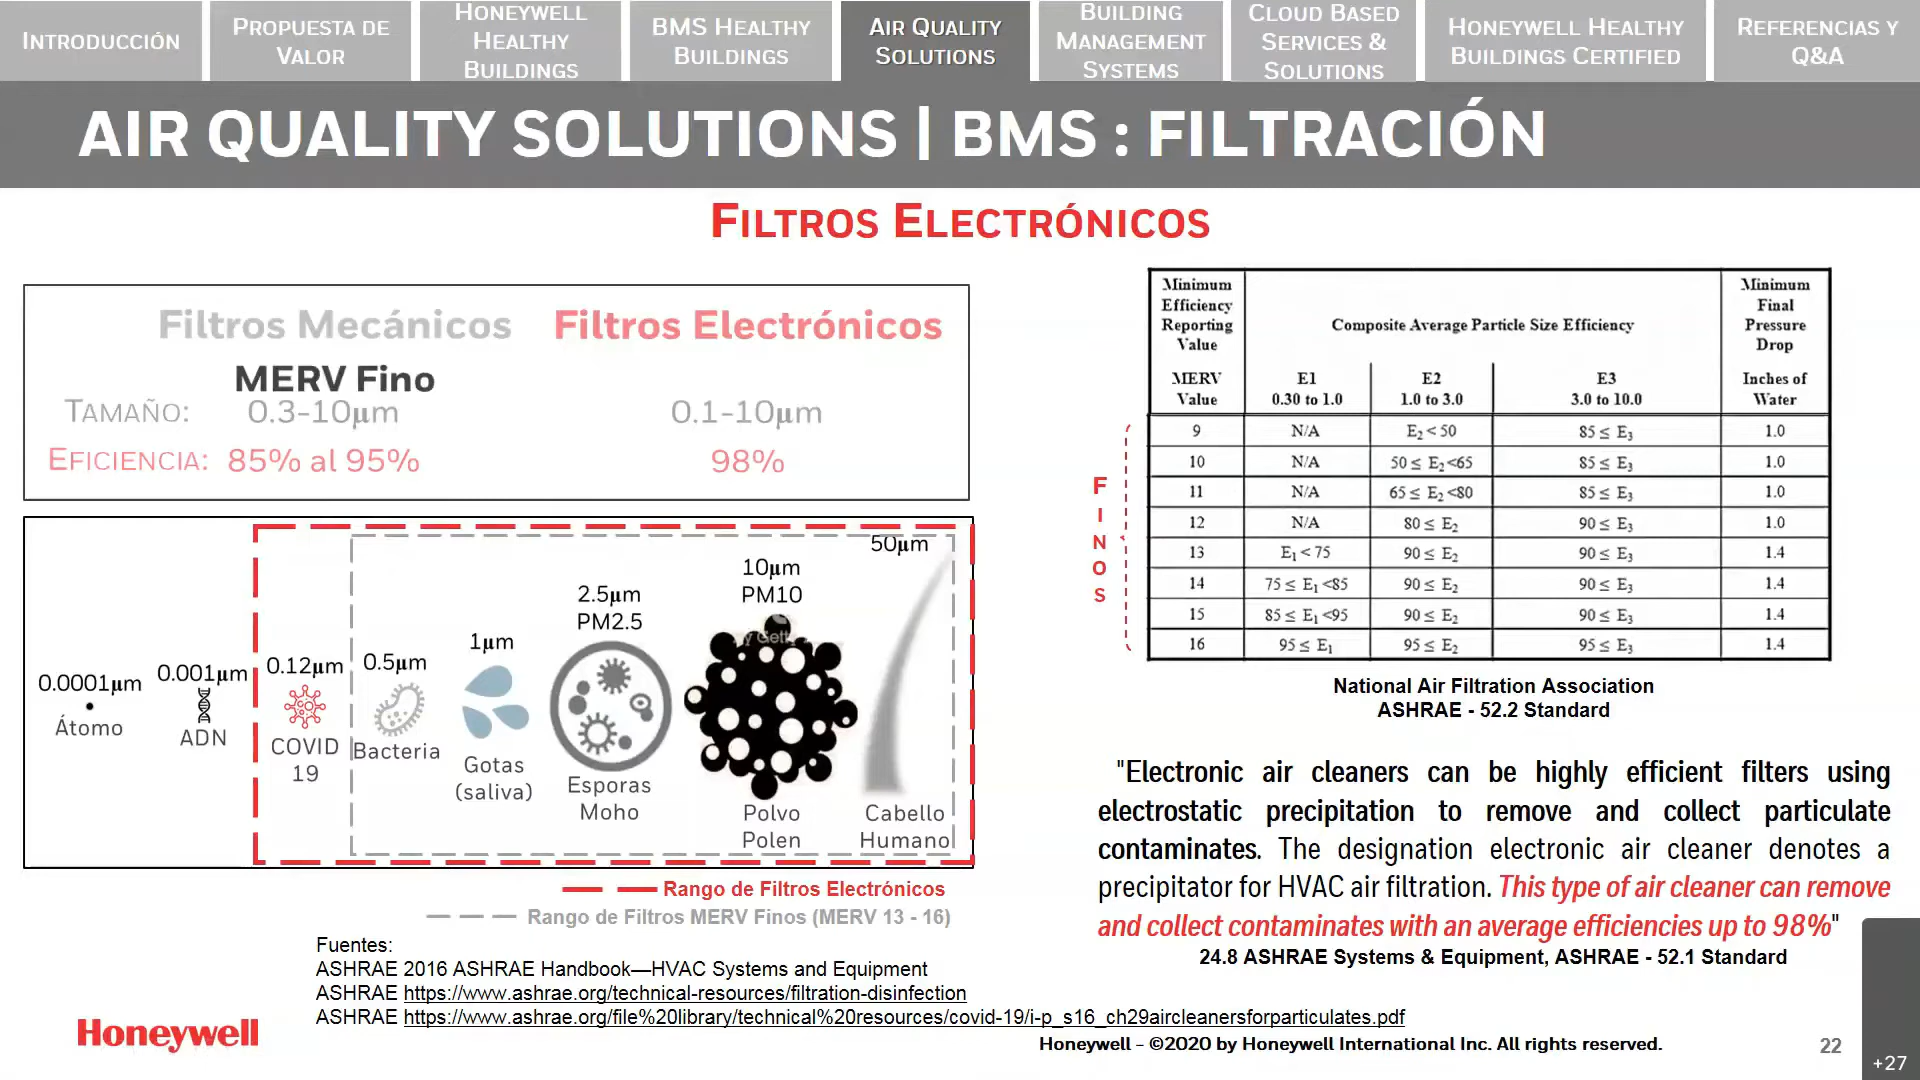 INTRODUCCIÓN
PROPUESTA DE
VALOR
HONEYWELL
HEALTHY
BUILDINGS
BMS HEALTHY
BUILDINGS
AIR QUALITY
SOLUTIONS
BUILDING
MANAGEMENT
SYSTEMS
CLOUD BASED
SERVICES &
SOLUTIONS
HONEYWELL HEALTHY
BUILDINGS CERTIFIED
REFERENCIAS Y
Q&A
AIR QUALITY SOLUTIONS | BMS : FILTRACIÓN
FILTROS ELECTRÓNICOS
Filtros Mecánicos Filtros Electrónicos
MERV Fino
TAMAÑO: 0.3-10µm 0.1-10µm
EFICIENCIA: 85% al 95% 98%
0.0001µm
Átomo
0.001µm
ADN
0.12µm
COVID
19
0.5µm
Bacteria
1µm
Gotas
(saliva)
2.5µm
PM2.5
Esporas
Moho
10µm
PM10
Polvo
Polen
50µm
Cabello
Humano
Rango de Filtros Electrónicos
Rango de Filtros MERV Finos (MERV 13 - 16)
Minimum
Efficiency
Reporting
Value
Composite Average Particle Size Efficiency
Minimum
Final
Pressure
Drop
MERV
Value
E1
0.30 to 1.0
E2
1.0 to 3.0
E3
3.0 to 10.0
Inches of
Water
9 N/A E2 < 50 85 ≤ E3 1.0
10 N/A 50 ≤ E2 <65 85 ≤ E3 1.0
11 N/A 65 ≤ E2 <80 85 ≤ E3 1.0
12 N/A 80 ≤ E2 90 ≤ E3 1.0
13 E1 < 75 90 ≤ E2 90 ≤ E3 1.4
14 75 ≤ E1 <85 90 ≤ E2 90 ≤ E3 1.4
15 85 ≤ E1 <95 90 ≤ E2 90 ≤ E3 1.4
16 95 ≤ E1 95 ≤ E2 95 ≤ E3 1.4
F
I
N
O
S
National Air Filtration Association
ASHRAE - 52.2 Standard
"Electronic air cleaners can be highly efficient filters using
electrostatic precipitation to remove and collect particulate
contaminates. The designation electronic air cleaner denotes a
precipitator for HVAC air filtration. This type of air cleaner can remove
and collect contaminates with an average efficiencies up to 98%"
24.8 ASHRAE Systems & Equipment, ASHRAE - 52.1 Standard
Fuentes:
ASHRAE 2016 ASHRAE Handbook—HVAC Systems and Equipment
ASHRAE https://www.ashrae.org/technical-resources/filtration-disinfection
ASHRAE https://www.ashrae.org/file%20library/technical%20resources/covid-19/i-p_s16_ch29aircleanersforparticulates.pdf
Honeywell
Honeywell - ©2020 by Honeywell International Inc. All rights reserved.
22
+27